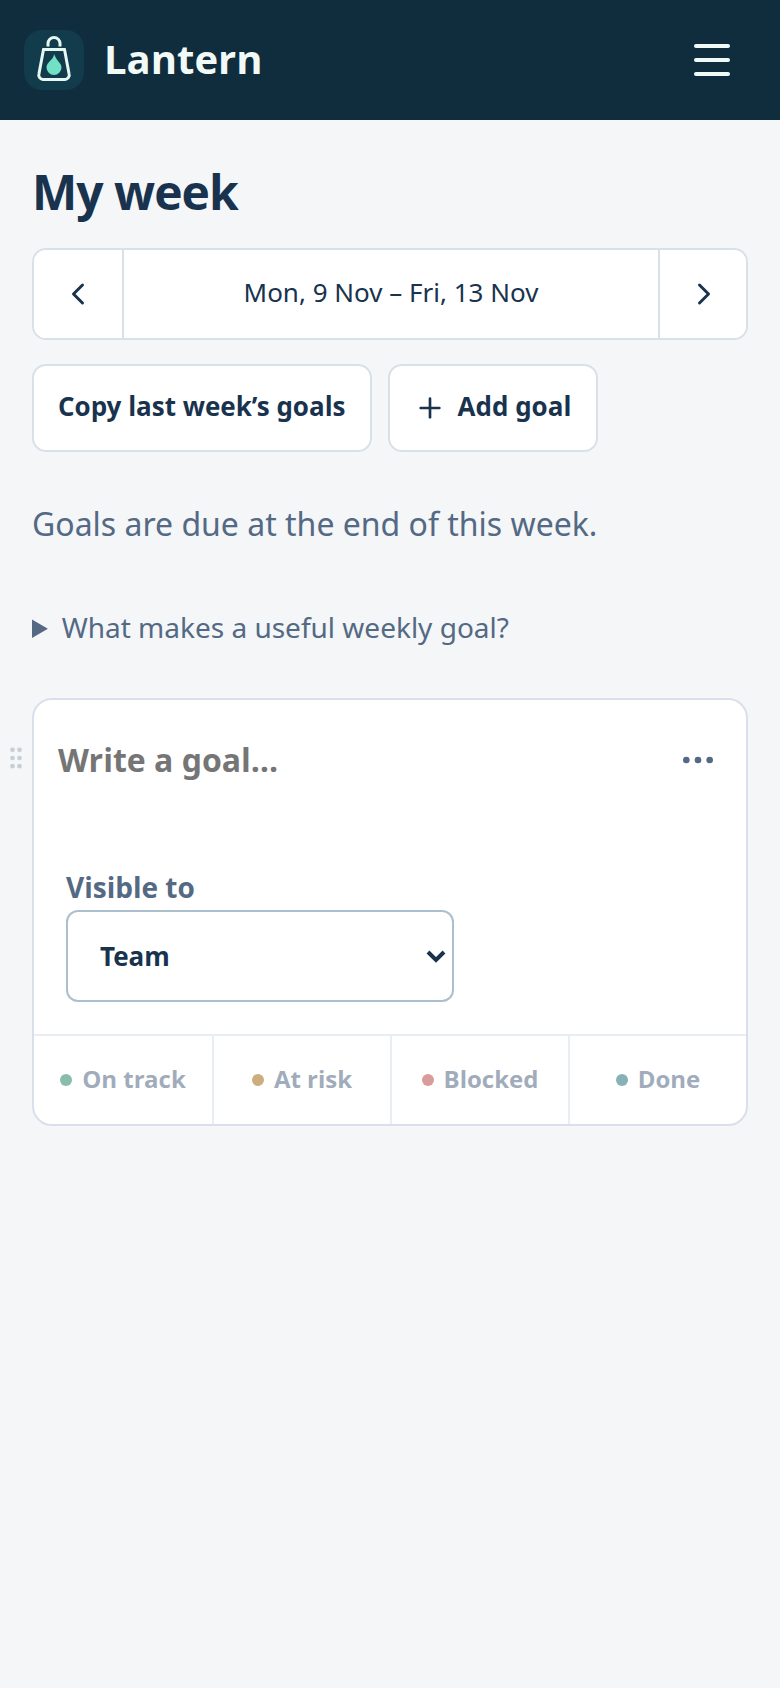 Lantern
My week
Mon, 9 Nov – Fri, 13 Nov
Copy last week’s goals
Add goal
Goals are due at the end of this week.
What makes a useful weekly goal?
Write a goal...
Visible to
Team
On track
At risk
Blocked
Done